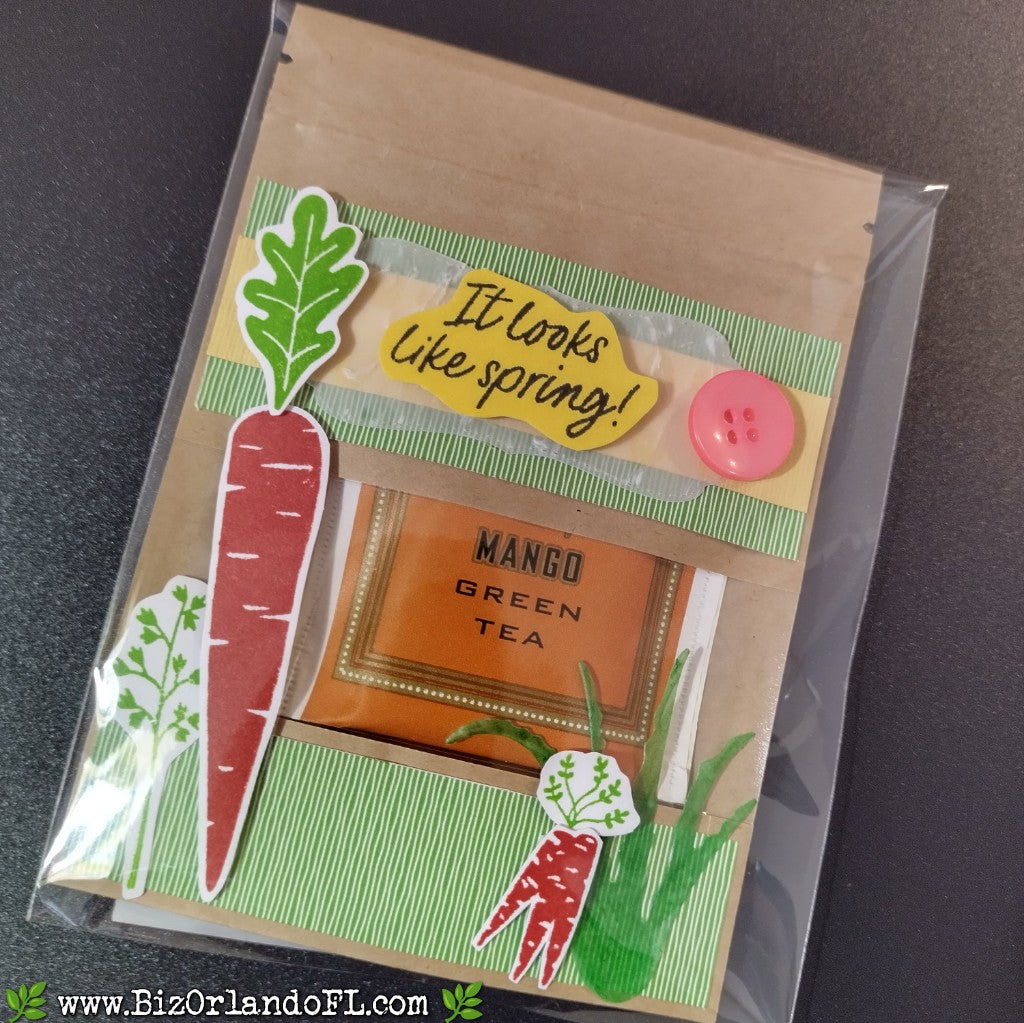 It looks
like spring!
MANGO
GREEN
TEA
www.BizOrlandoFL.com